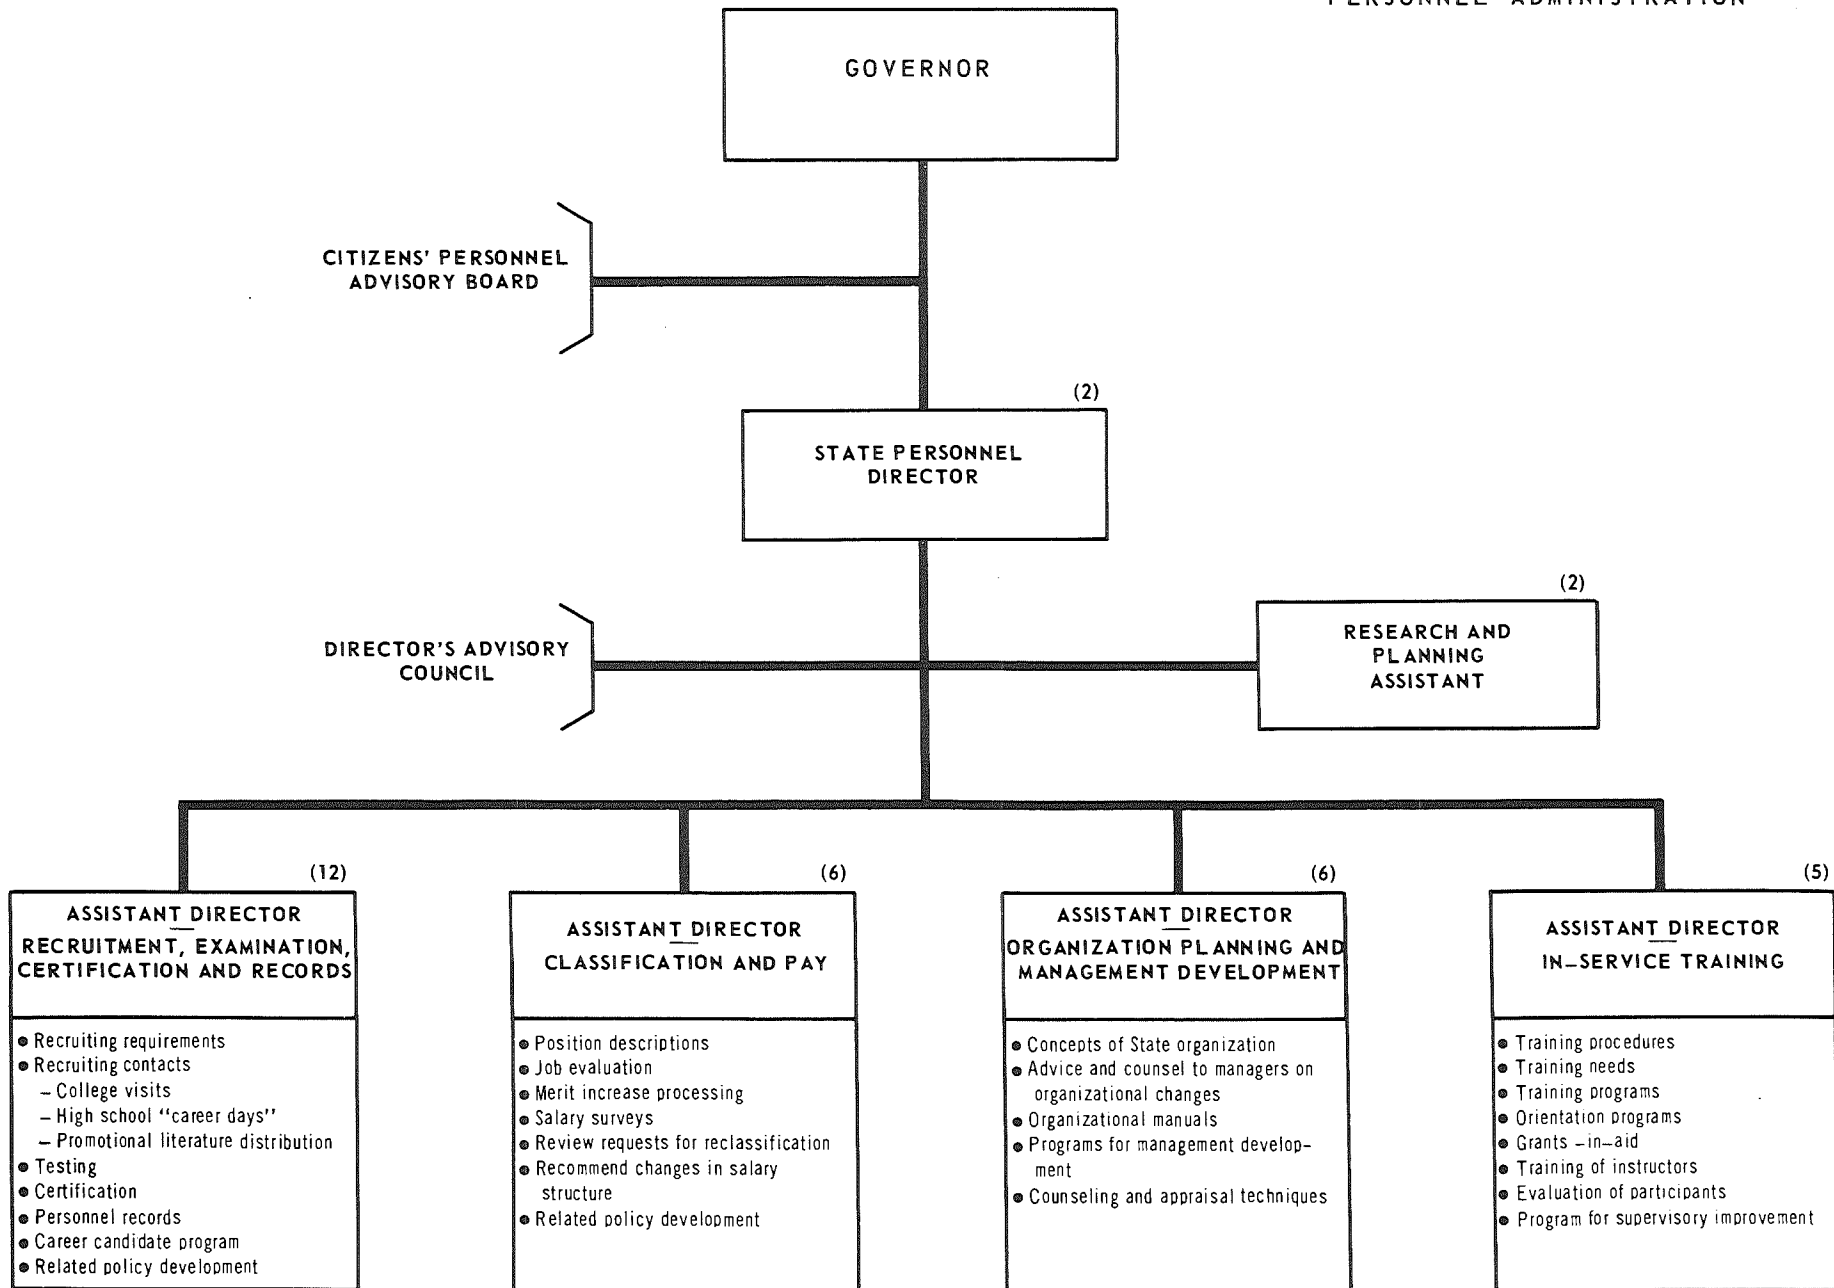 PERSONNEL ADMINISTRATION
GOVERNOR
CITIZENS' PERSONNEL
ADVISORY BOARD
(2)
STATE PERSONNEL
DIRECTOR
DIRECTOR'S ADVISORY
COUNCIL
(2)
RESEARCH AND
PLANNING
ASSISTANT
(12)
ASSISTANT DIRECTOR
—
RECRUITMENT, EXAMINATION,
CERTIFICATION AND RECORDS
● Recruiting requirements
● Recruiting contacts
– College visits
– High school "career days"
– Promotional literature distribution
● Testing
● Certification
● Personnel records
● Career candidate program
● Related policy development
(6)
ASSISTANT DIRECTOR
—
CLASSIFICATION AND PAY
● Position descriptions
● Job evaluation
● Merit increase processing
● Salary surveys
● Review requests for reclassification
● Recommend changes in salary
structure
● Related policy development
(6)
ASSISTANT DIRECTOR
—
ORGANIZATION PLANNING AND
MANAGEMENT DEVELOPMENT
● Concepts of State organization
● Advice and counsel to managers on
organizational changes
● Organizational manuals
● Programs for management develop–
ment
● Counseling and appraisal techniques
(5)
ASSISTANT DIRECTOR
—
IN–SERVICE TRAINING
● Training procedures
● Training needs
● Training programs
● Orientation programs
● Grants –in–aid
● Training of instructors
● Evaluation of participants
● Program for supervisory improvement